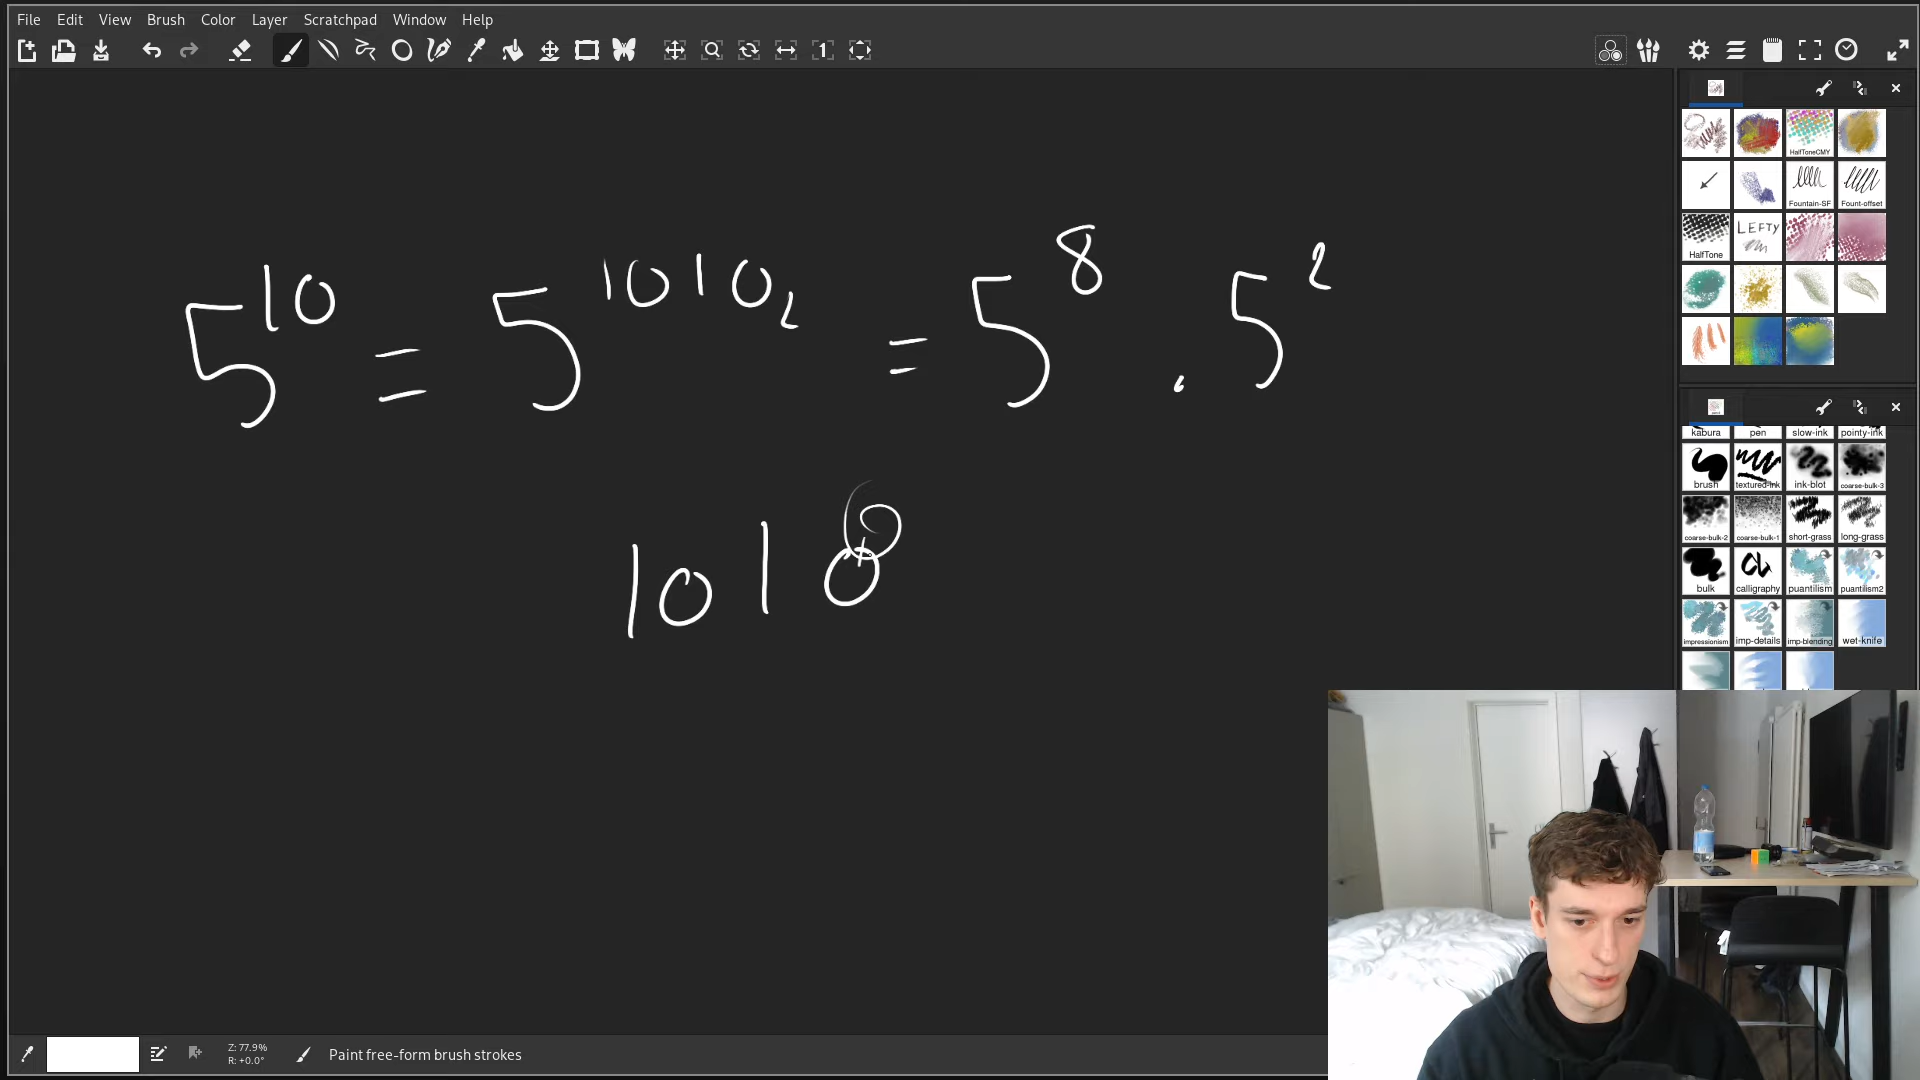 File Edit View Brush Color Layer Scratchpad Window Help
5^10 = 5^1010₂ = 5^8 . 5^2
1010
HalfToneCMY
Fountain-SF Fount-offset
HalfTone LEFTY
kabura pen slow-ink pointy-ink
brush textured-ink ink-blot coarse-bulk-3
coarse-bulk-2 coarse-bulk-1 short-grass long-grass
bulk calligraphy puantilism puantilism2
impressionism imp-details imp-blending wet-knife
Z: 77.9%
R: +0.0°
Paint free-form brush strokes